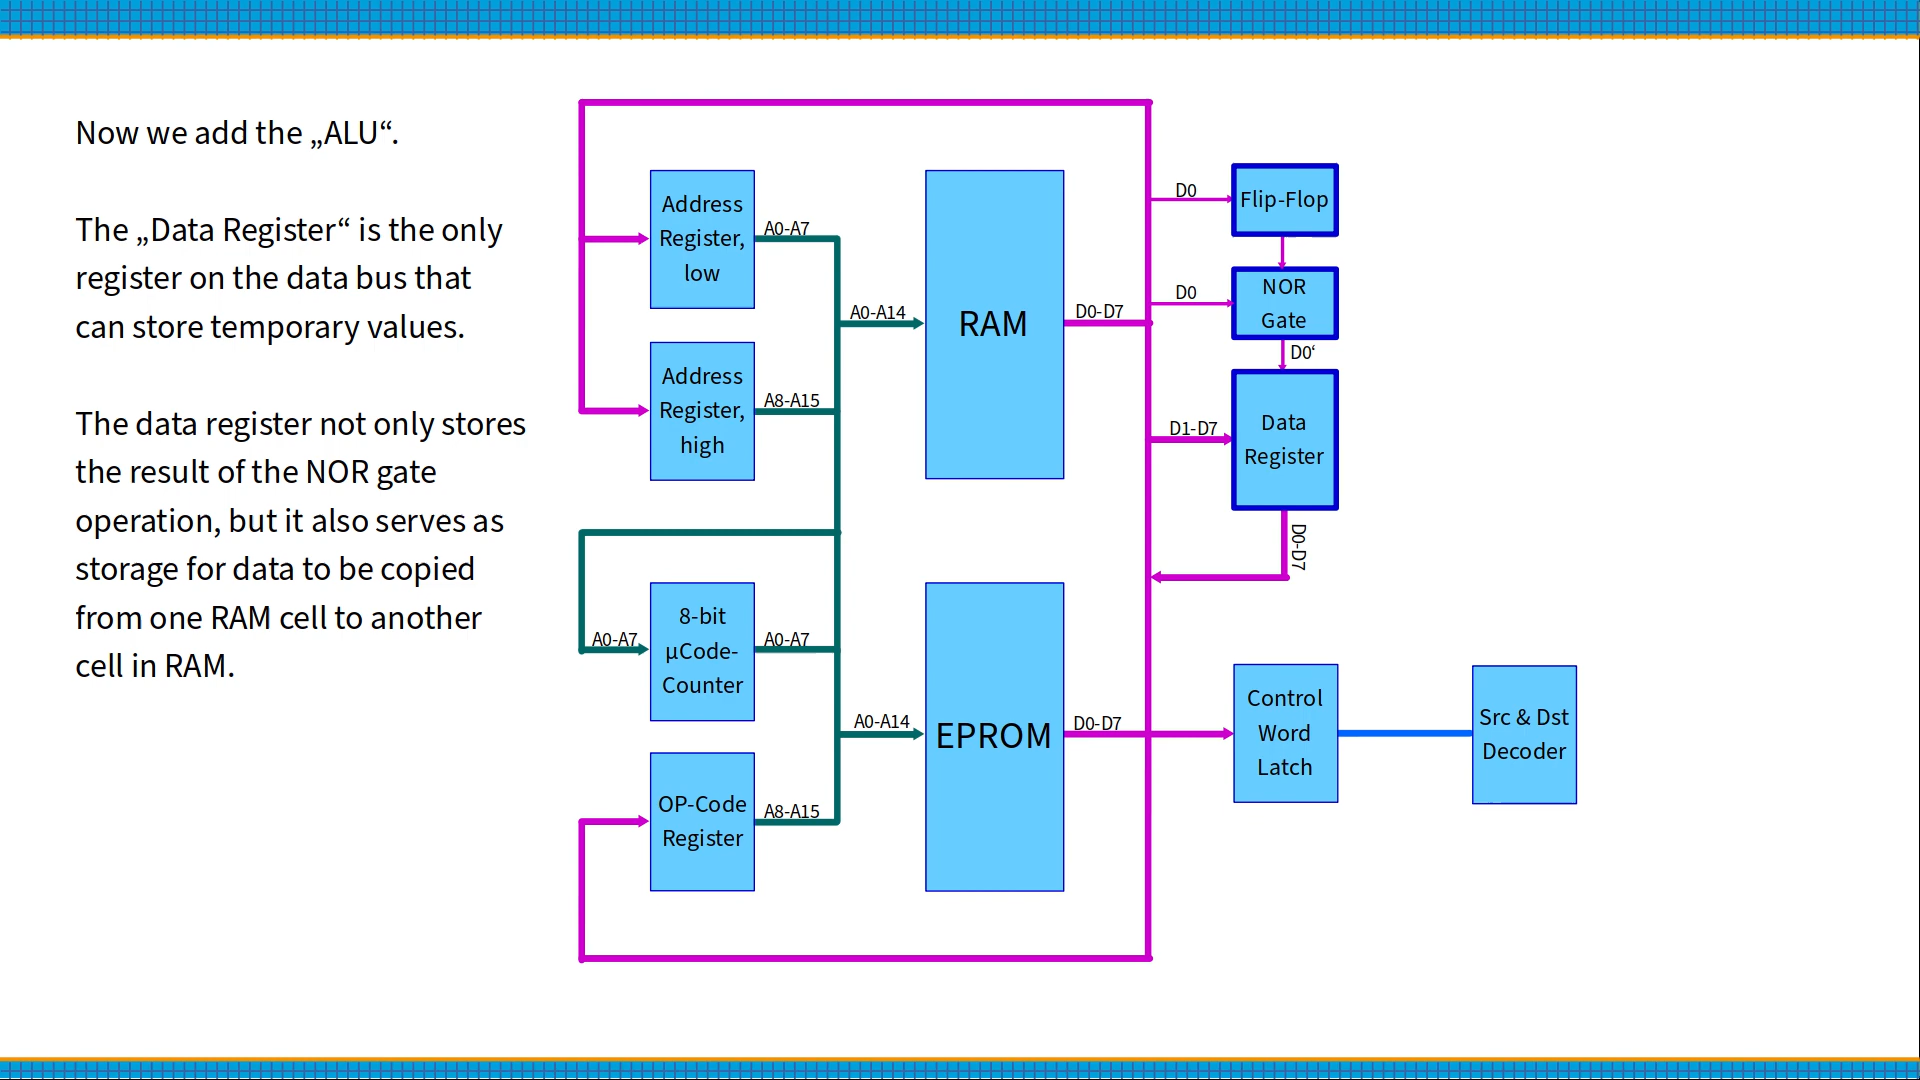 Now we add the „ALU“.
The „Data Register“ is the only
register on the data bus that
can store temporary values.
The data register not only stores
the result of the NOR gate
operation, but it also serves as
storage for data to be copied
from one RAM cell to another
cell in RAM.
Address
Register,
low
A0-A7
Address
Register,
high
A8-A15
A0-A14
RAM
D0-D7
D0
Flip-Flop
D0
NOR
Gate
D0‘
D1-D7
Data
Register
D0-D7
A0-A7
8-bit
µCode-
Counter
A0-A7
OP-Code
Register
A8-A15
A0-A14
EPROM
D0-D7
Control
Word
Latch
Src & Dst
Decoder